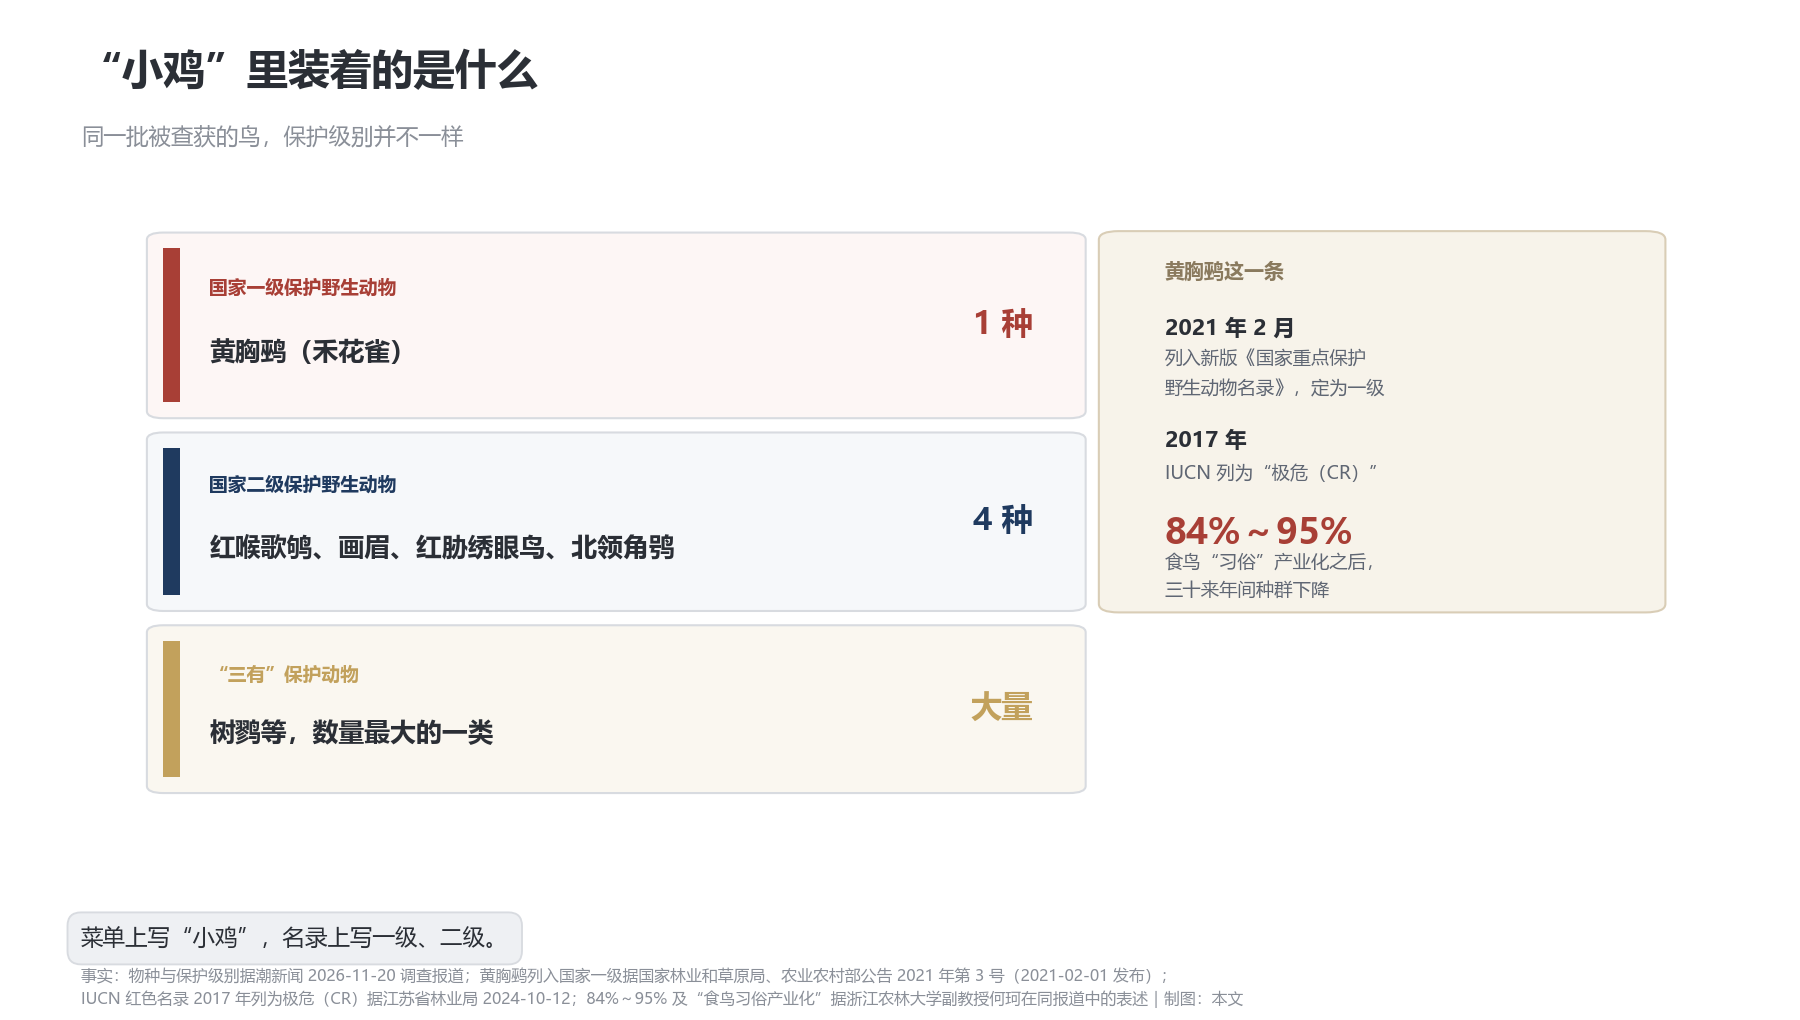 “小鸡”里装着的是什么
同一批被查获的鸟，保护级别并不一样
国家一级保护野生动物
黄胸鹀（禾花雀）
1 种
国家二级保护野生动物
红喉歌鸲、画眉、红胁绣眼鸟、北领角鸮
4 种
“三有”保护动物
树鹨等，数量最大的一类
大量
黄胸鹀这一条
2021 年 2 月
列入新版《国家重点保护
野生动物名录》，定为一级
2017 年
IUCN 列为“极危（CR）”
84%～95%
食鸟“习俗”产业化之后，
三十来年间种群下降
菜单上写“小鸡”，名录上写一级、二级。
事实：物种与保护级别据潮新闻 2026-11-20 调查报道；黄胸鹀列入国家一级据国家林业和草原局、农业农村部公告 2021 年第 3 号（2021-02-01 发布）；
IUCN 红色名录 2017 年列为极危（CR）据江苏省林业局 2024-10-12；84%～95% 及“食鸟习俗产业化”据浙江农林大学副教授何珂在同报道中的表述 | 制图：本文